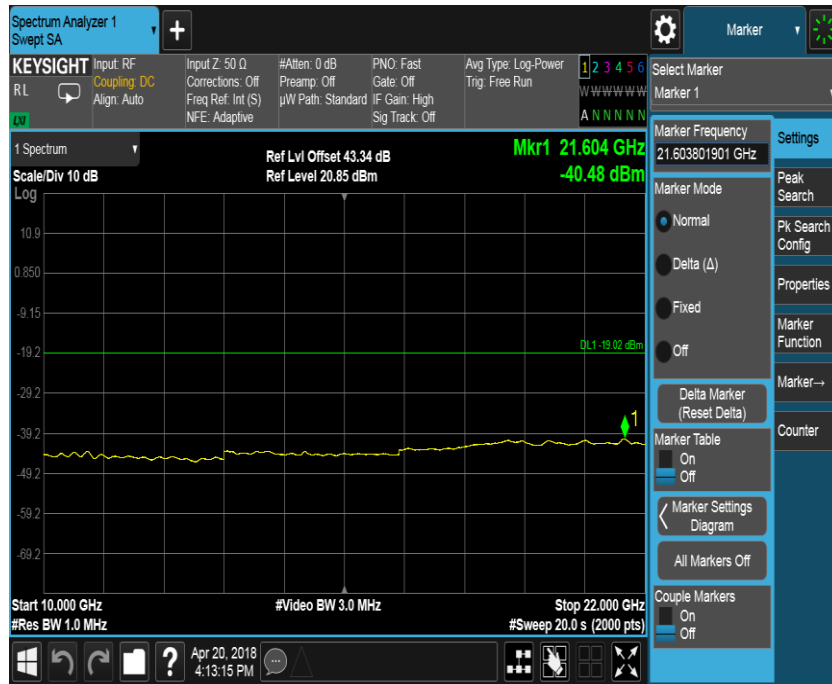 Spectrum Analyzer 1
Swept SA
+
Marker
KEYSIGHT
RL
LXI
Input: RF
Coupling: DC
Align: Auto
Input Z: 50 Ω
Corrections: Off
Freq Ref: Int (S)
NFE: Adaptive
#Atten: 0 dB
Preamp: Off
µW Path: Standard
PNO: Fast
Gate: Off
IF Gain: High
Sig Track: Off
Avg Type: Log-Power
Trig: Free Run
1 2 3 4 5 6
W W W W W W
A N N N N N
Select Marker
Marker 1
1 Spectrum
Scale/Div 10 dB
Log
Ref Lvl Offset 43.34 dB
Ref Level 20.85 dBm
Mkr1 21.604 GHz
-40.48 dBm
10.9
0.850
-9.15
-19.2
-29.2
-39.2
-49.2
-59.2
-69.2
DL1 -19.02 dBm
1
Start 10.000 GHz
#Res BW 1.0 MHz
#Video BW 3.0 MHz
Stop 22.000 GHz
#Sweep 20.0 s (2000 pts)
Marker Frequency
21.603801901 GHz
Marker Mode
Normal
Delta (Δ)
Fixed
Off
Delta Marker
(Reset Delta)
Marker Table
On
Off
Marker Settings
Diagram
All Markers Off
Couple Markers
On
Off
Settings
Peak
Search
Pk Search
Config
Properties
Marker
Function
Marker→
Counter
?
Apr 20, 2018
4:13:15 PM